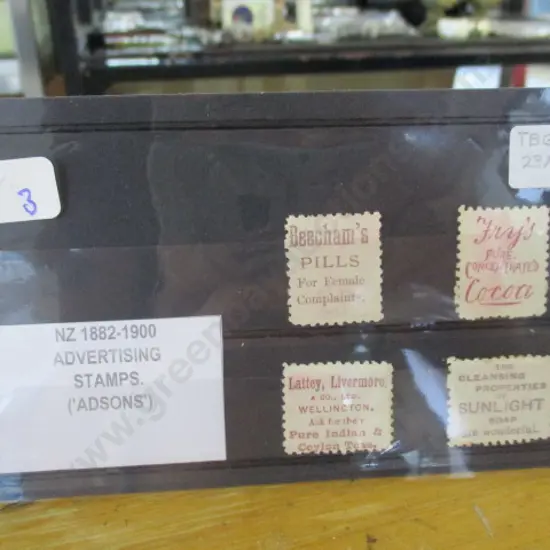 3
TBG
23/
Beecham's
PILLS
For Female
Complaints.
Fry's
PURE
CONCENTRATED
Cocoa
NZ 1882-1900
ADVERTISING
STAMPS.
('ADSONS')
Lattey, Livermore,
& CO., LTD.
WELLINGTON.
Ask for their
Pure Indian &
Ceylon Teas.
THE
CLEANSING
PROPERTIES OF
SUNLIGHT
SOAP
are wonderful.